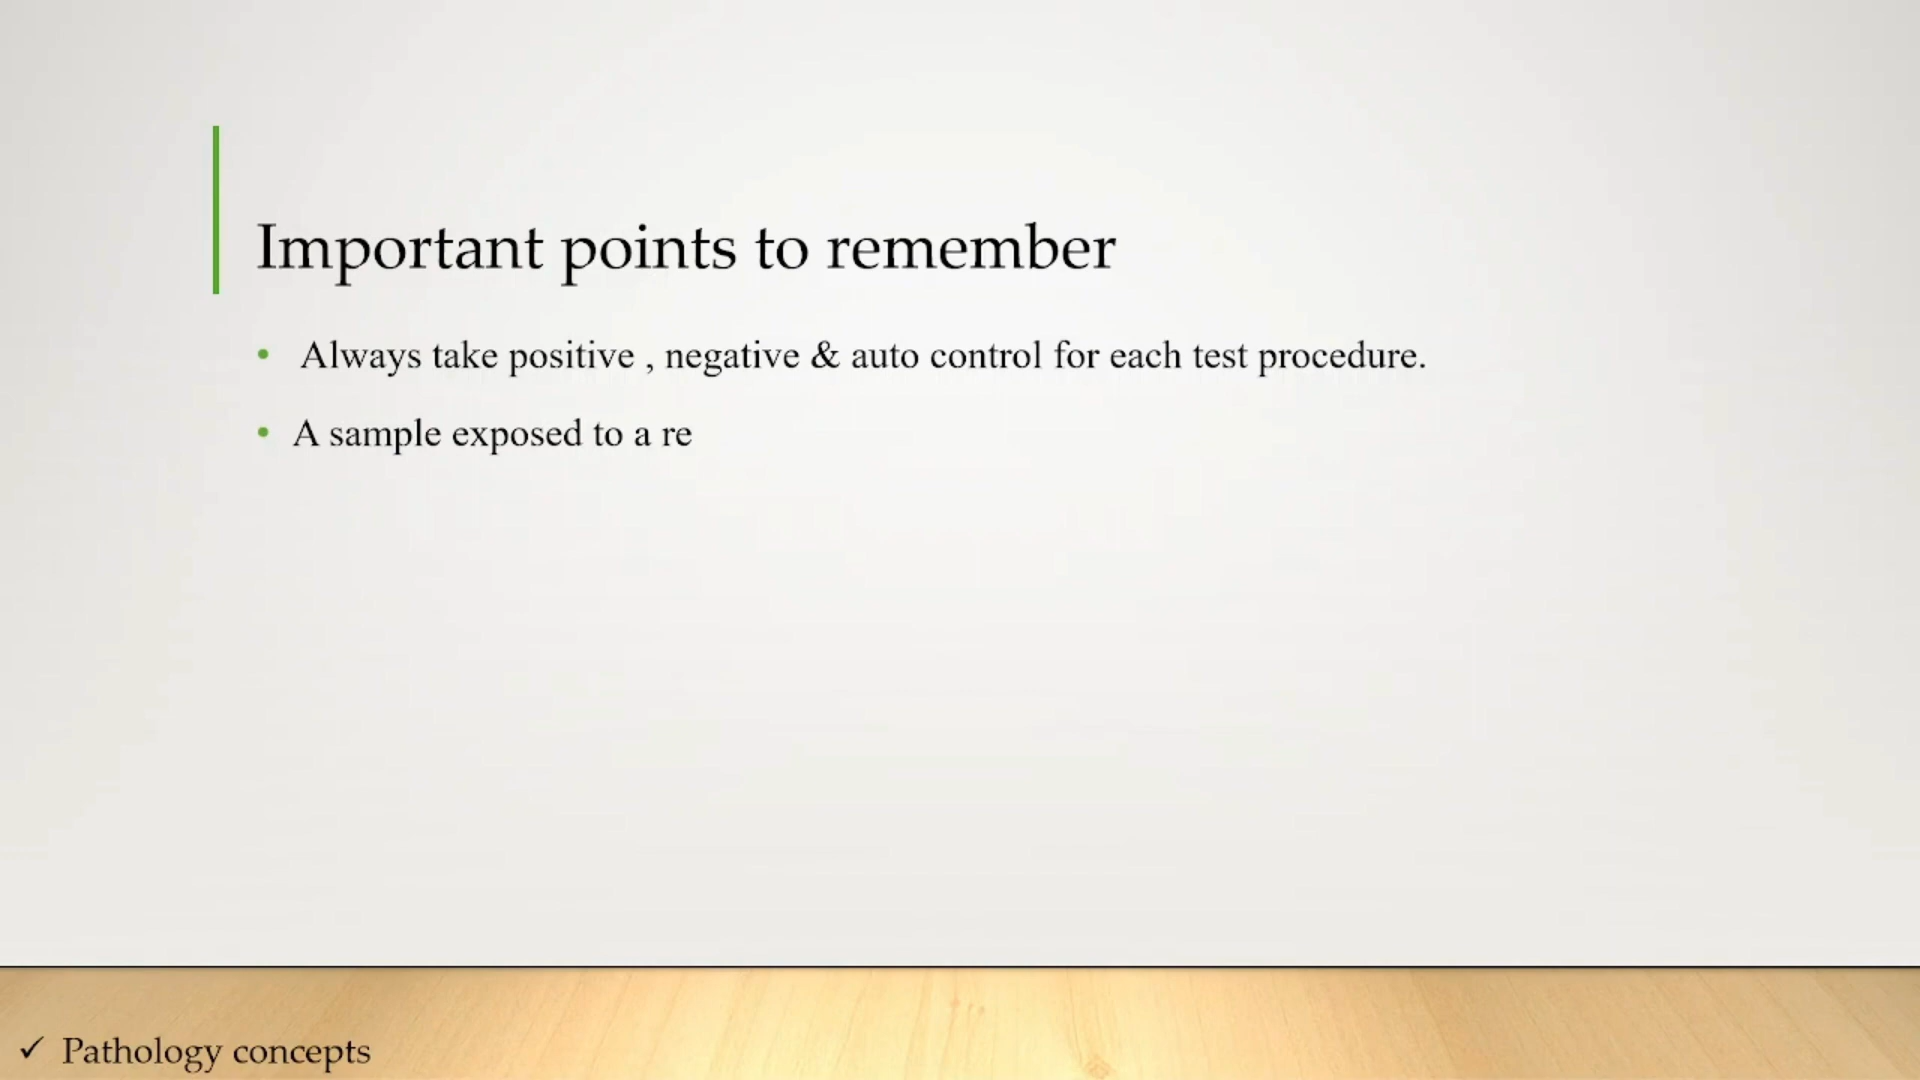 Important points to remember
• Always take positive , negative & auto control for each test procedure.
• A sample exposed to a re
✓ Pathology concepts